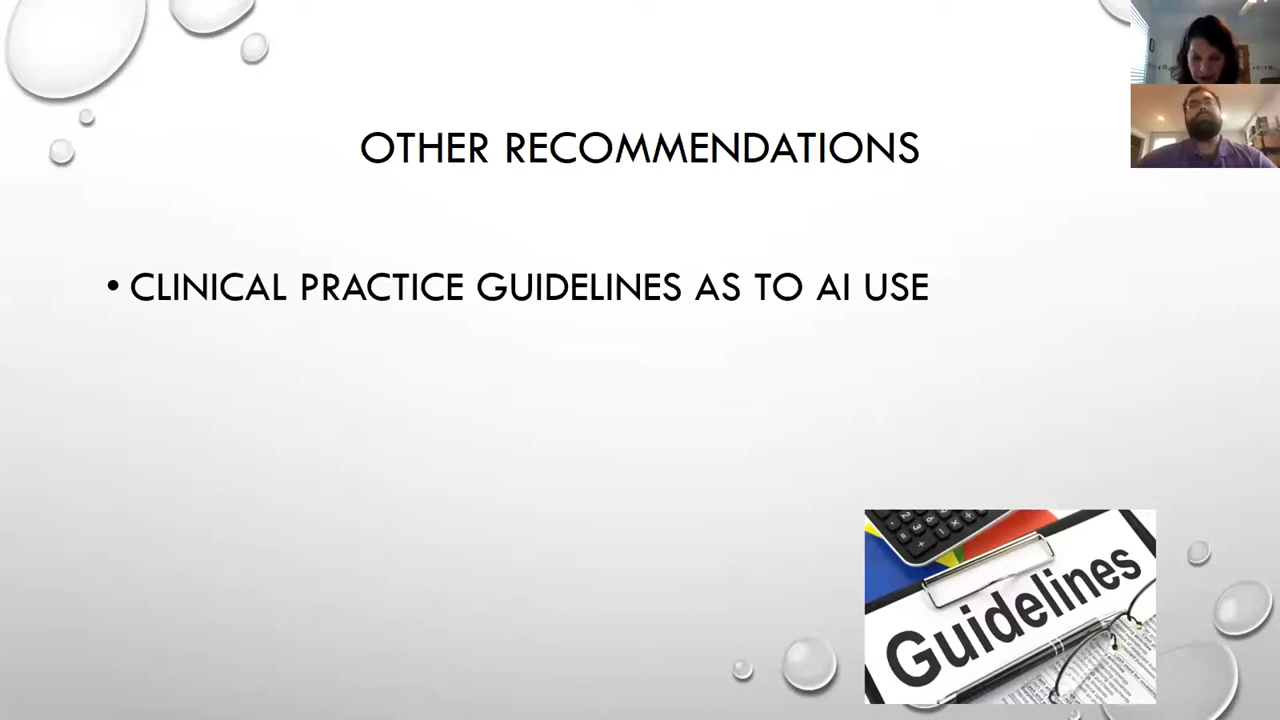 OTHER RECOMMENDATIONS
• CLINICAL PRACTICE GUIDELINES AS TO AI USE
Guidelines